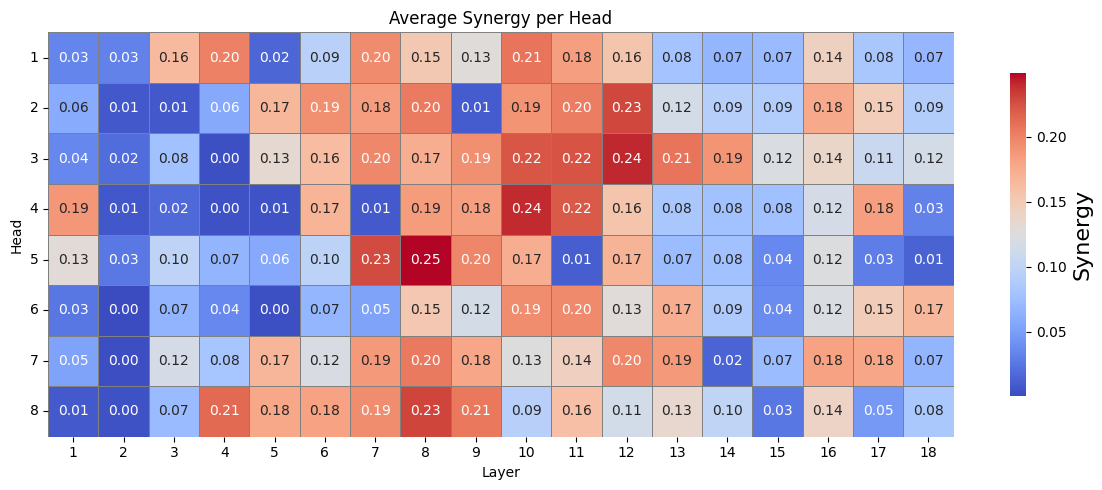 Average Synergy per Head
1 0.03 0.03 0.16 0.20 0.02 0.09 0.20 0.15 0.13 0.21 0.18 0.16 0.08 0.07 0.07 0.14 0.08 0.07
2 0.06 0.01 0.01 0.06 0.17 0.19 0.18 0.20 0.01 0.19 0.20 0.23 0.12 0.09 0.09 0.18 0.15 0.09
3 0.04 0.02 0.08 0.00 0.13 0.16 0.20 0.17 0.19 0.22 0.22 0.24 0.21 0.19 0.12 0.14 0.11 0.12
4 0.19 0.01 0.02 0.00 0.01 0.17 0.01 0.19 0.18 0.24 0.22 0.16 0.08 0.08 0.08 0.12 0.18 0.03
5 0.13 0.03 0.10 0.07 0.06 0.10 0.23 0.25 0.20 0.17 0.01 0.17 0.07 0.08 0.04 0.12 0.03 0.01
6 0.03 0.00 0.07 0.04 0.00 0.07 0.05 0.15 0.12 0.19 0.20 0.13 0.17 0.09 0.04 0.12 0.15 0.17
7 0.05 0.00 0.12 0.08 0.17 0.12 0.19 0.20 0.18 0.13 0.14 0.20 0.19 0.02 0.07 0.18 0.18 0.07
8 0.01 0.00 0.07 0.21 0.18 0.18 0.19 0.23 0.21 0.09 0.16 0.11 0.13 0.10 0.03 0.14 0.05 0.08
1 2 3 4 5 6 7 8 9 10 11 12 13 14 15 16 17 18
Layer
Head
0.20
0.15
0.10
0.05
Synergy